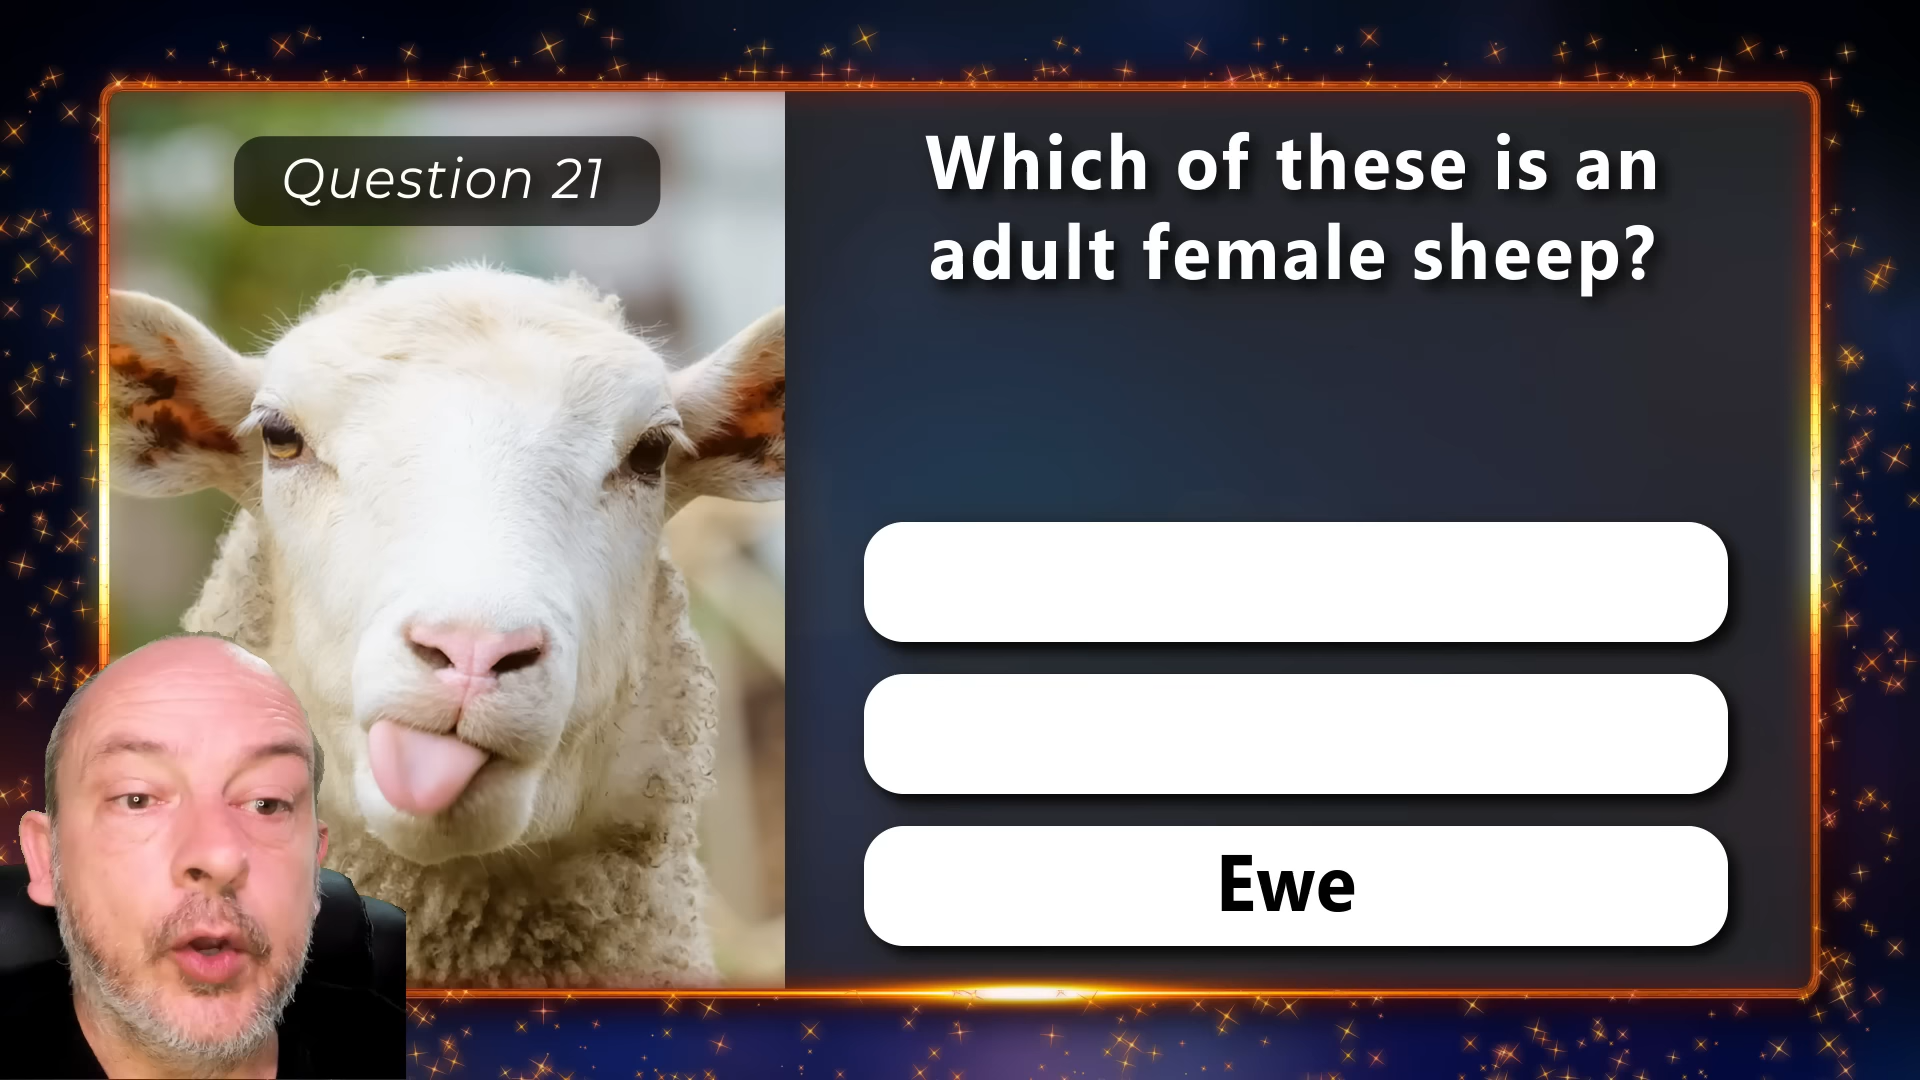 Question 21
Which of these is an
adult female sheep?
Ewe